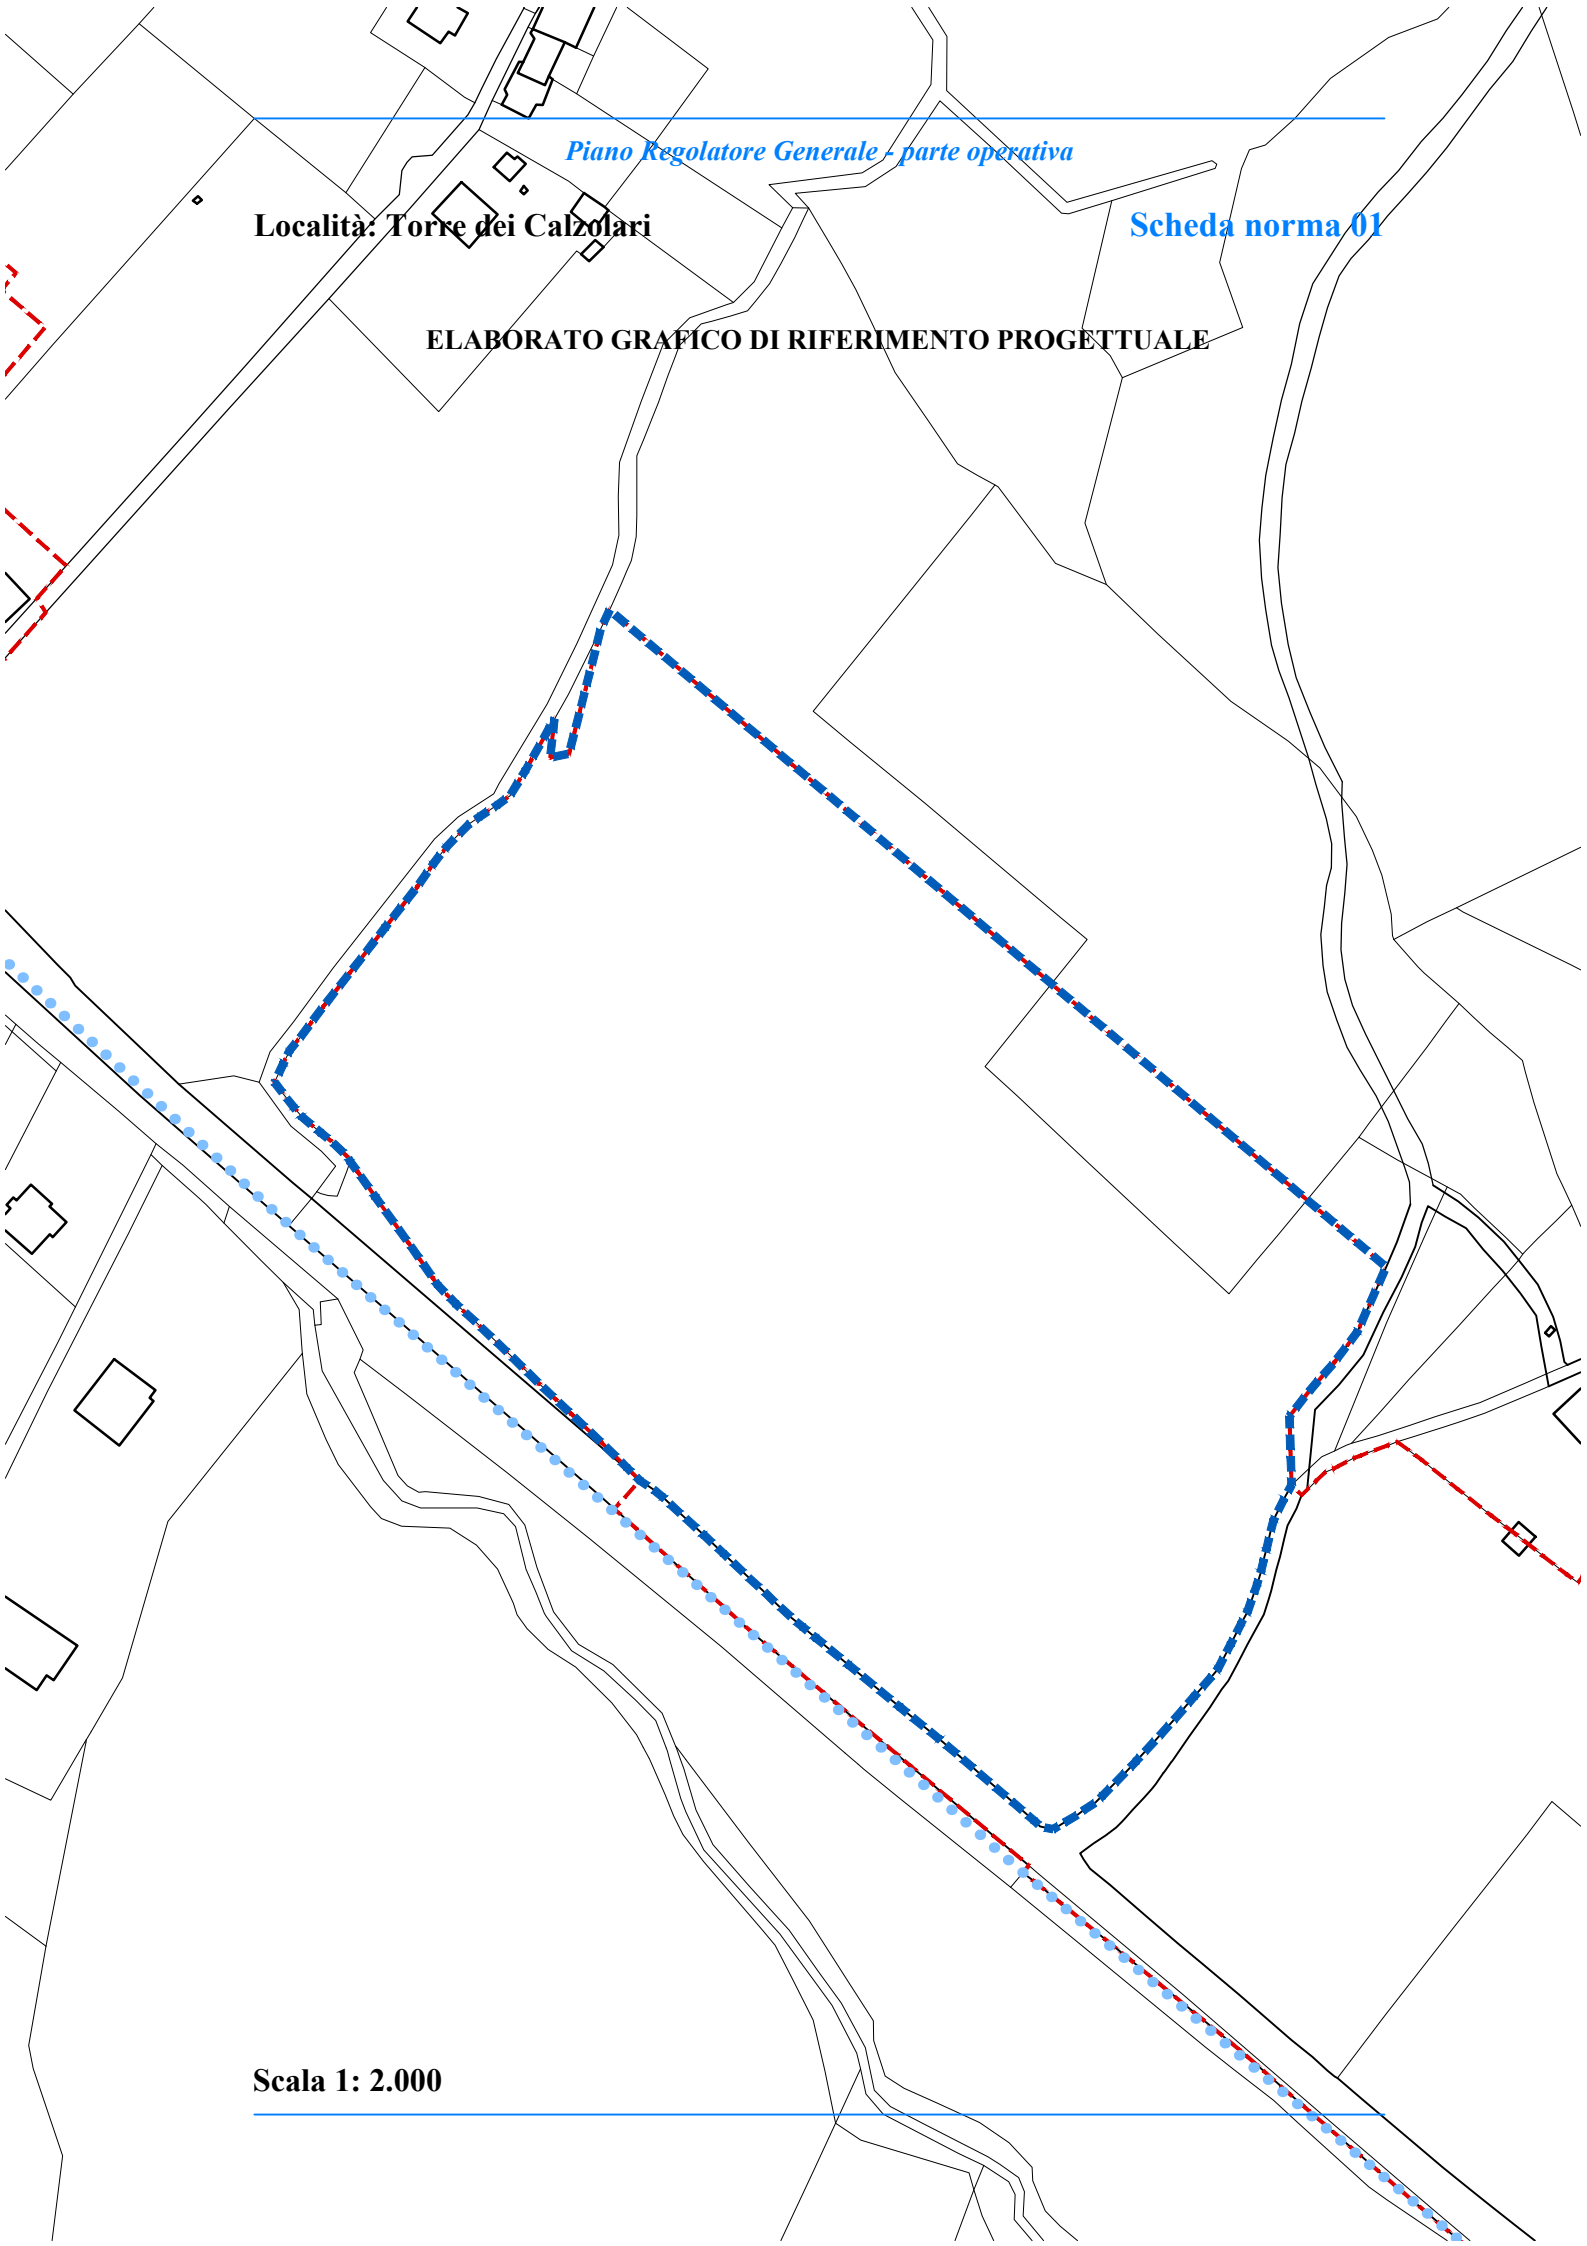 Piano Regolatore Generale - parte operativa
Località: Torre dei Calzolari
Scheda norma 01
ELABORATO GRAFICO DI RIFERIMENTO PROGETTUALE
Scala 1: 2.000